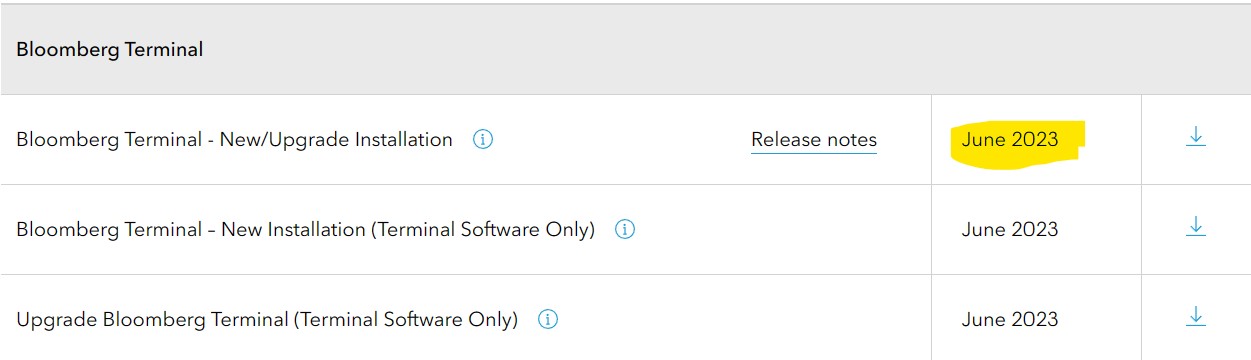 Bloomberg Terminal
Bloomberg Terminal - New/Upgrade Installation Release notes June 2023
Bloomberg Terminal – New Installation (Terminal Software Only) June 2023
Upgrade Bloomberg Terminal (Terminal Software Only) June 2023